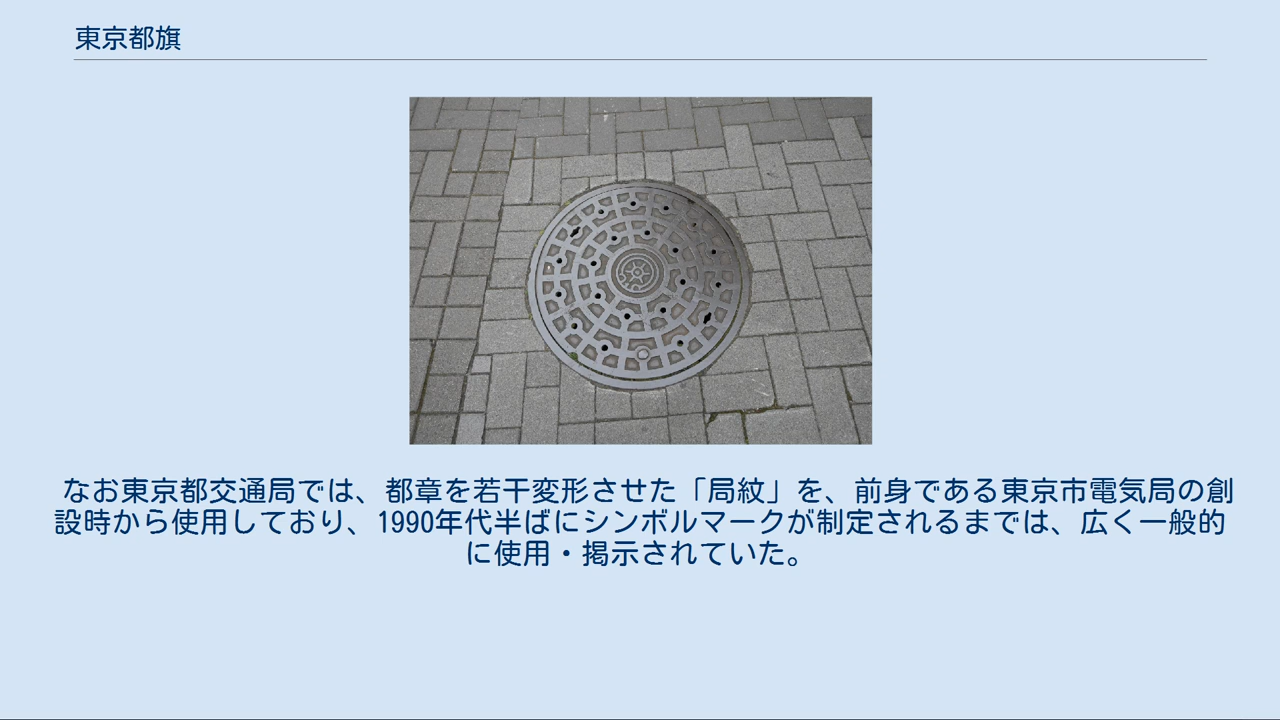 東京都旗
なお東京都交通局では、都章を若干変形させた「局紋」を、前身である東京市電気局の創
設時から使用しており、1990年代半ばにシンボルマークが制定されるまでは、広く一般的
に使用・掲示されていた。